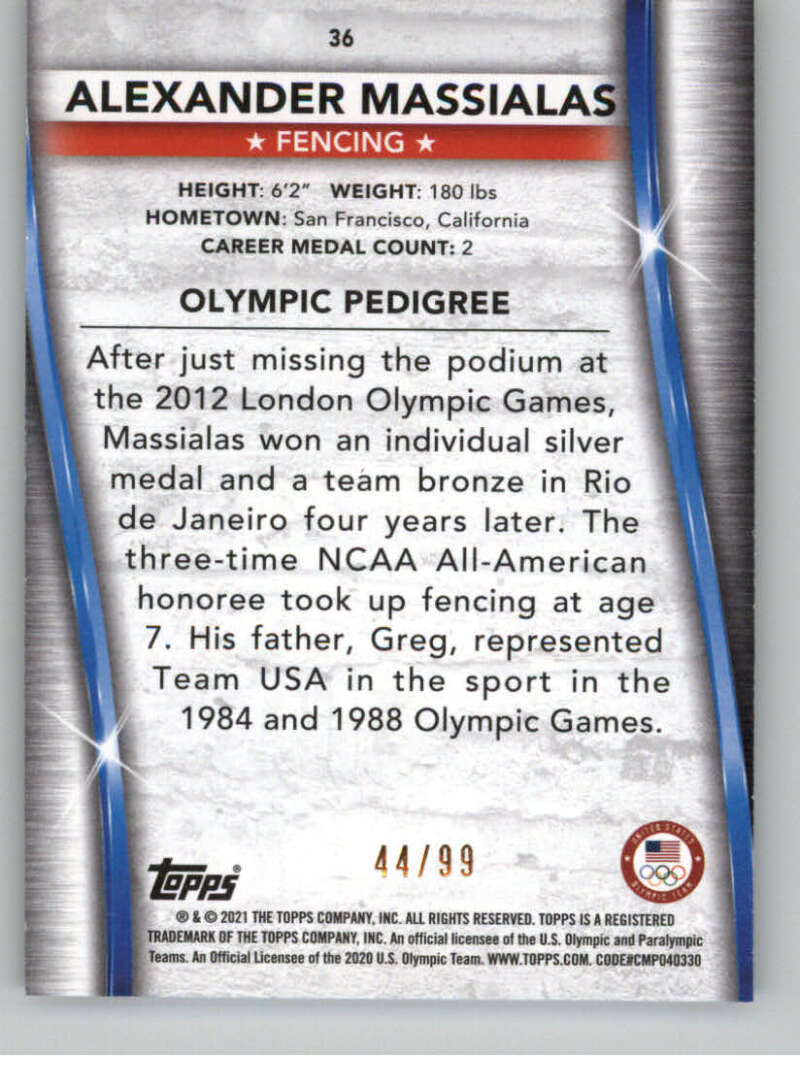 36
ALEXANDER MASSIALAS
★ FENCING ★
HEIGHT: 6'2" WEIGHT: 180 lbs
HOMETOWN: San Francisco, California
CAREER MEDAL COUNT: 2
OLYMPIC PEDIGREE
After just missing the podium at
the 2012 London Olympic Games,
Massialas won an individual silver
medal and a team bronze in Rio
de Janeiro four years later. The
three-time NCAA All-American
honoree took up fencing at age
7. His father, Greg, represented
Team USA in the sport in the
1984 and 1988 Olympic Games.
44/99
UNITED STATES
OLYMPIC TEAM
Topps®
® & © 2021 THE TOPPS COMPANY, INC. ALL RIGHTS RESERVED. TOPPS IS A REGISTERED
TRADEMARK OF THE TOPPS COMPANY, INC. An official licensee of the U.S. Olympic and Paralympic
Teams. An Official Licensee of the 2020 U.S. Olympic Team. WWW.TOPPS.COM. CODE#CMP040330